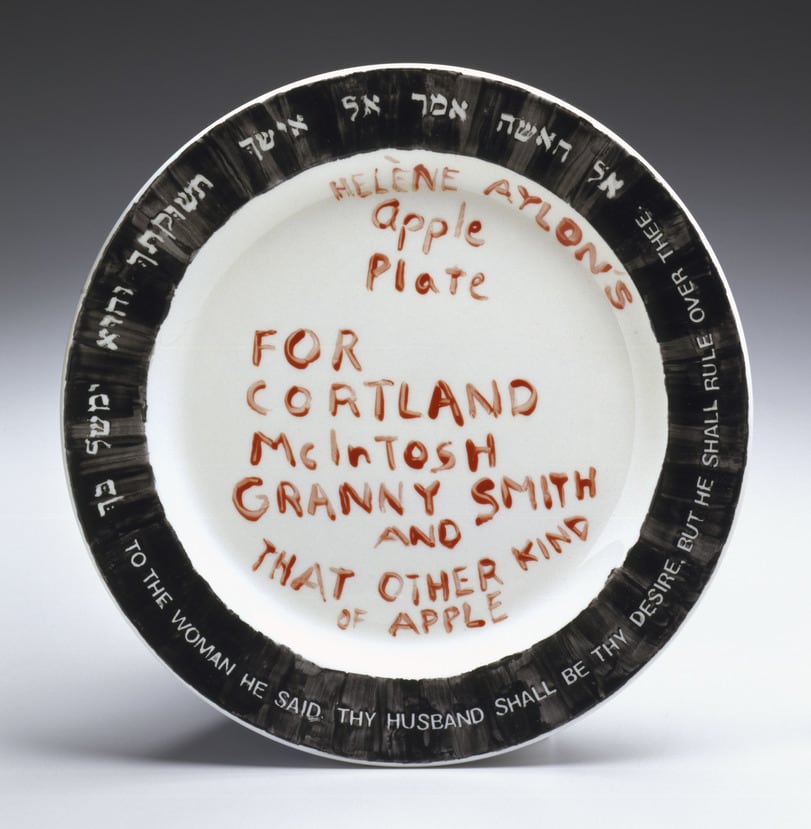 אל האשה אמר אל אישך תשוקתך והוא ימשל בך
TO THE WOMAN HE SAID, THY HUSBAND SHALL BE THY DESIRE, BUT HE SHALL RULE OVER THEE.
HELÈNE AYLON'S
Apple
Plate
FOR
CORTLAND
McInTOSH
GRANNY SMITH
AND
THAT OTHER KIND
OF APPLE